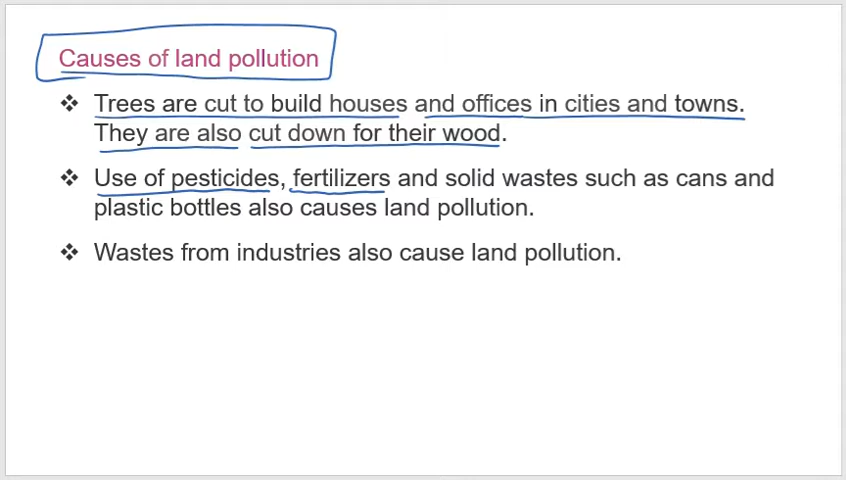 Causes of land pollution
❖ Trees are cut to build houses and offices in cities and towns.
They are also cut down for their wood.
❖ Use of pesticides, fertilizers and solid wastes such as cans and
plastic bottles also causes land pollution.
❖ Wastes from industries also cause land pollution.